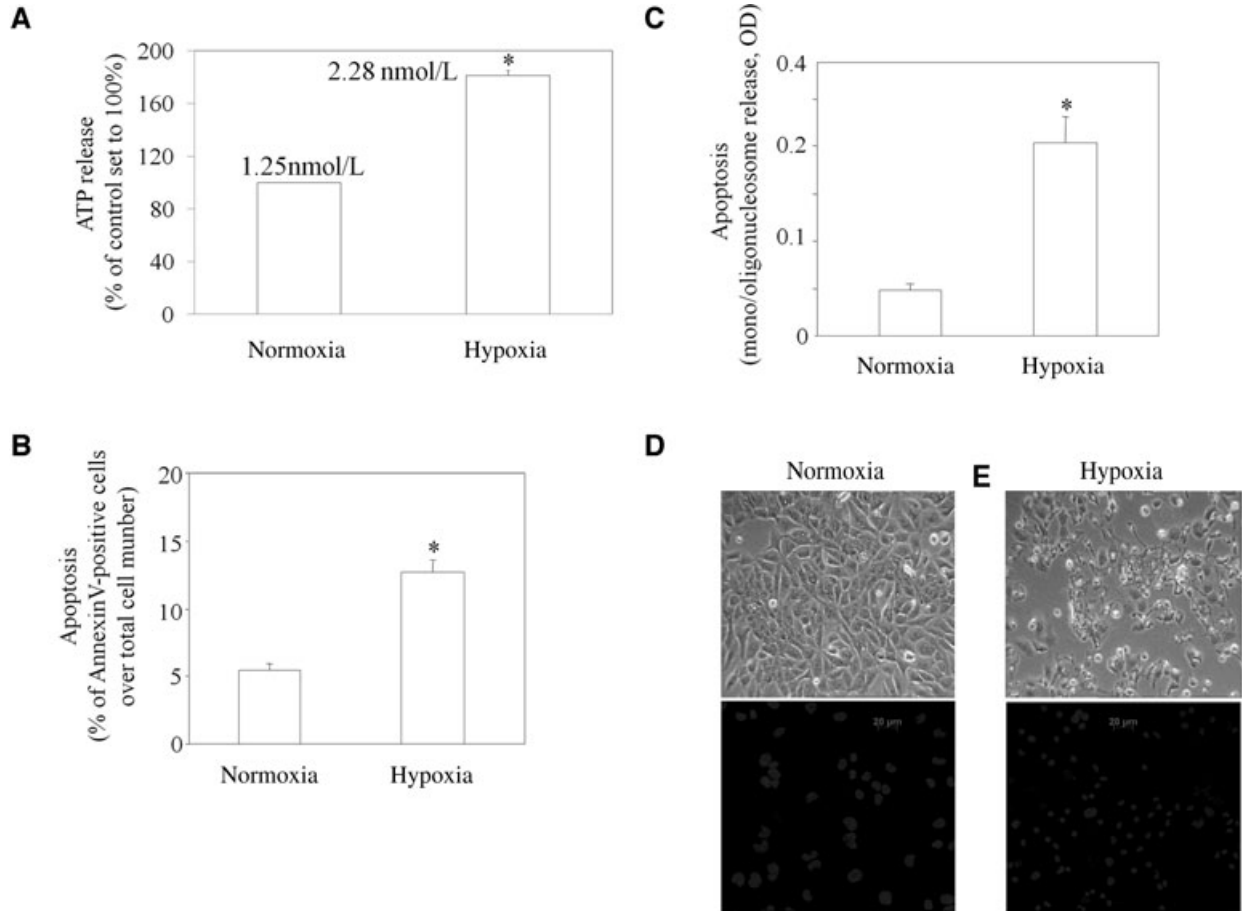 A
ATP release
(% of control set to 100%)
200
160
120
80
40
0
1.25nmol/L
2.28 nmol/L
*
Normoxia
Hypoxia
B
Apoptosis
(% of AnnexinV-positive cells
over total cell munber)
20
15
10
5
0
*
Normoxia
Hypoxia
C
Apoptosis
(mono/oligonucleosome release, OD)
0.4
0.2
0.1
0
*
Normoxia
Hypoxia
D
Normoxia
20 µm
E
Hypoxia
20 µm